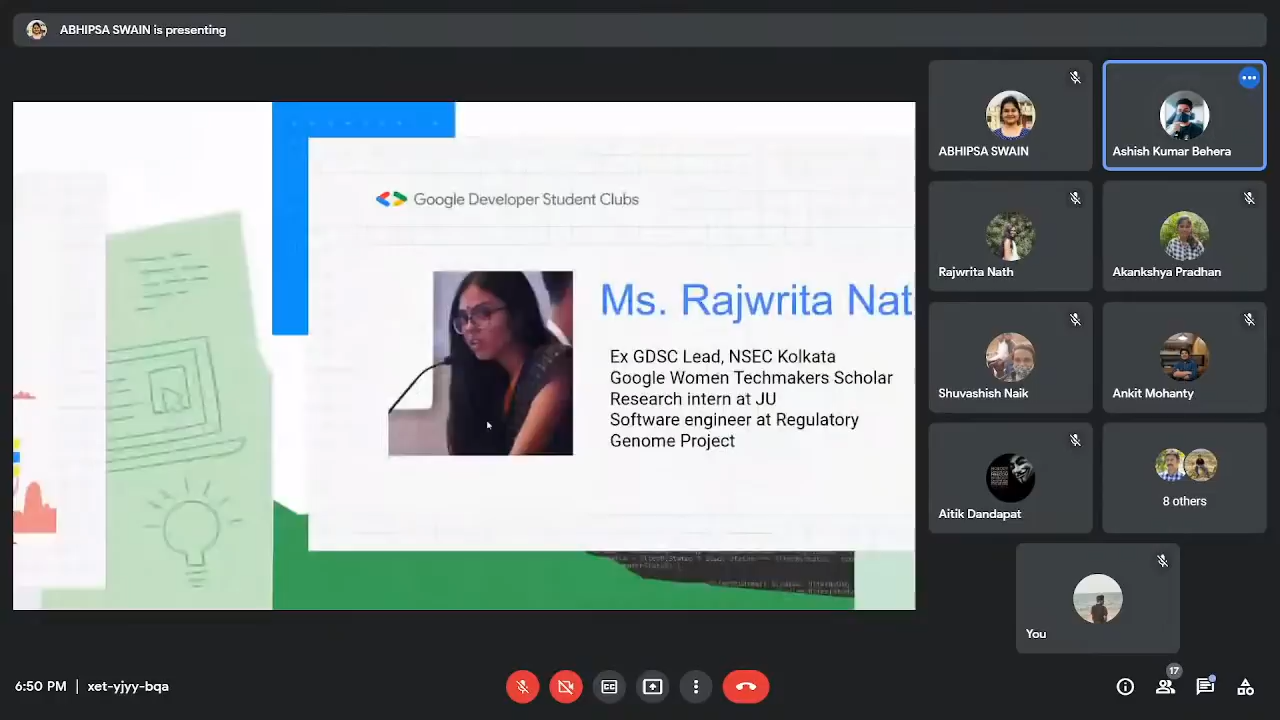 ABHIPSA SWAIN is presenting
Google Developer Student Clubs
Ms. Rajwrita Nat
Ex GDSC Lead, NSEC Kolkata
Google Women Techmakers Scholar
Research intern at JU
Software engineer at Regulatory
Genome Project
ABHIPSA SWAIN
Ashish Kumar Behera
Rajwrita Nath
Akankshya Pradhan
Shuvashish Naik
Ankit Mohanty
Aitik Dandapat
8 others
You
6:50 PM | xet-yjyy-bqa
17